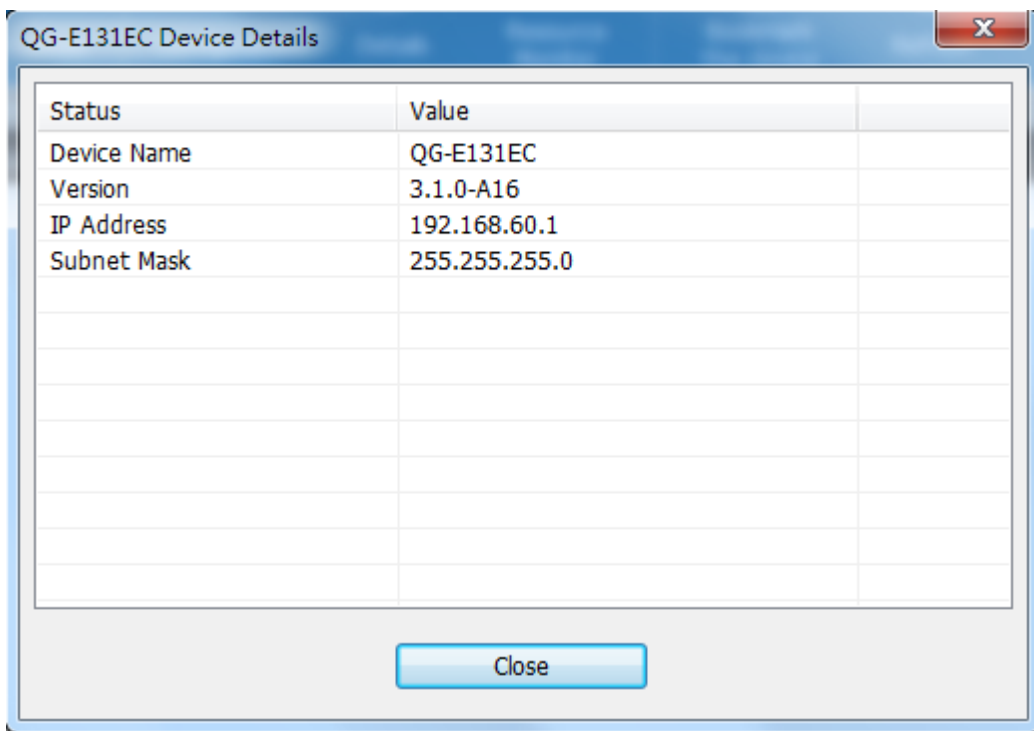 QG-E131EC Device Details
Status Value
Device Name QG-E131EC
Version 3.1.0-A16
IP Address 192.168.60.1
Subnet Mask 255.255.255.0
Close